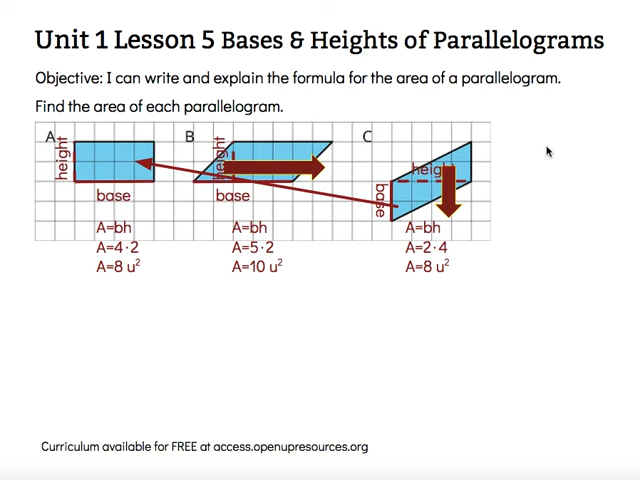 Unit 1 Lesson 5 Bases & Heights of Parallelograms
Objective: I can write and explain the formula for the area of a parallelogram.
Find the area of each parallelogram.
A
height
base
A=bh
A=4·2
A=8 u²
B
height
base
A=bh
A=5·2
A=10 u²
C
height
base
A=bh
A=2·4
A=8 u²
Curriculum available for FREE at access.openupresources.org